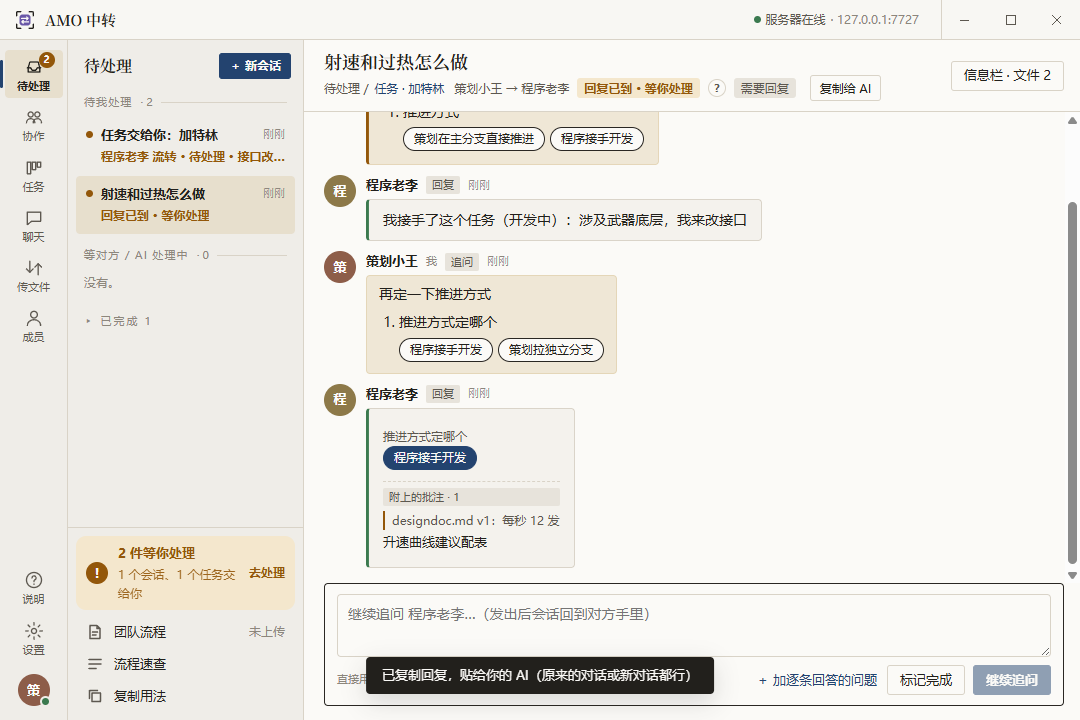 AMO 中转
服务器在线 · 127.0.0.1:7727
2
待处理
协作
任务
聊天
传文件
成员
说明
设置
策
待处理
+ 新会话
待我处理 · 2
任务交给你：加特林 刚刚
程序老李 流转 • 待处理 • 接口改...
射速和过热怎么做 刚刚
回复已到 • 等你处理
等对方 / AI 处理中 · 0
没有。
已完成 1
!
2 件等你处理
1 个会话、1 个任务交
给你
去处理
团队流程 未上传
流程速查
复制用法
射速和过热怎么做
待处理 / 任务 · 加特林 策划小王 → 程序老李 回复已到 • 等你处理 ? 需要回复 复制给 AI
信息栏 · 文件 2
1. 推进方式
策划在主分支直接推进 程序接手开发
程
程序老李 回复 刚刚
我接手了这个任务（开发中）：涉及武器底层，我来改接口
策
策划小王 我 追问 刚刚
再定一下推进方式
1. 推进方式定哪个
程序接手开发 策划拉独立分支
程
程序老李 回复 刚刚
推进方式定哪个
程序接手开发
附上的批注 · 1
designdoc.md v1：每秒 12 发
升速曲线建议配表
继续追问 程序老李...（发出后会话回到对方手里）
直接用
已复制回复，贴给你的 AI（原来的对话或新对话都行）
+ 加逐条回答的问题
标记完成
继续追问